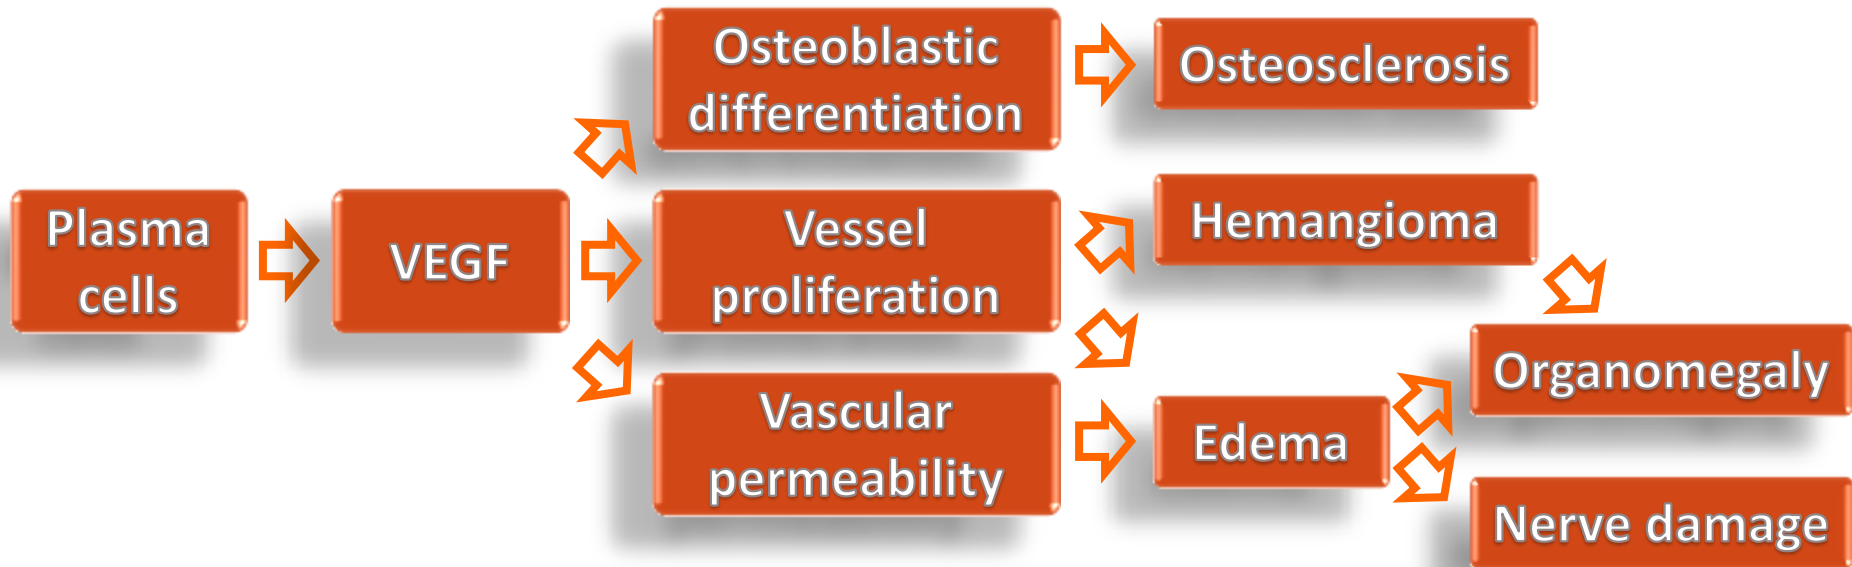 Osteoblastic
differentiation
Osteosclerosis
Plasma
cells
VEGF
Vessel
proliferation
Hemangioma
Vascular
permeability
Edema
Organomegaly
Nerve damage